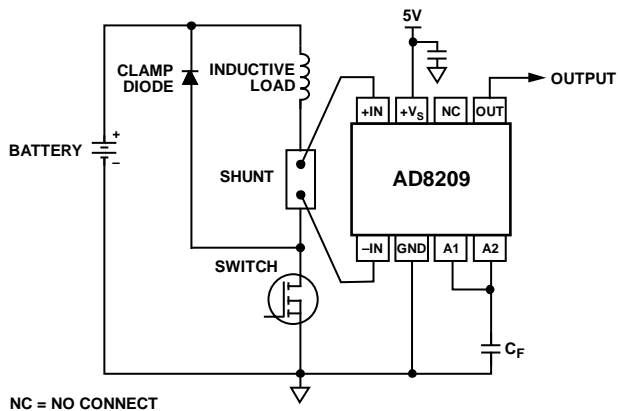 5V
CLAMP
DIODE
INDUCTIVE
LOAD
OUTPUT
+IN
+VS
NC
OUT
BATTERY
+
–
SHUNT
AD8209
–IN
GND
A1
A2
SWITCH
CF
NC = NO CONNECT